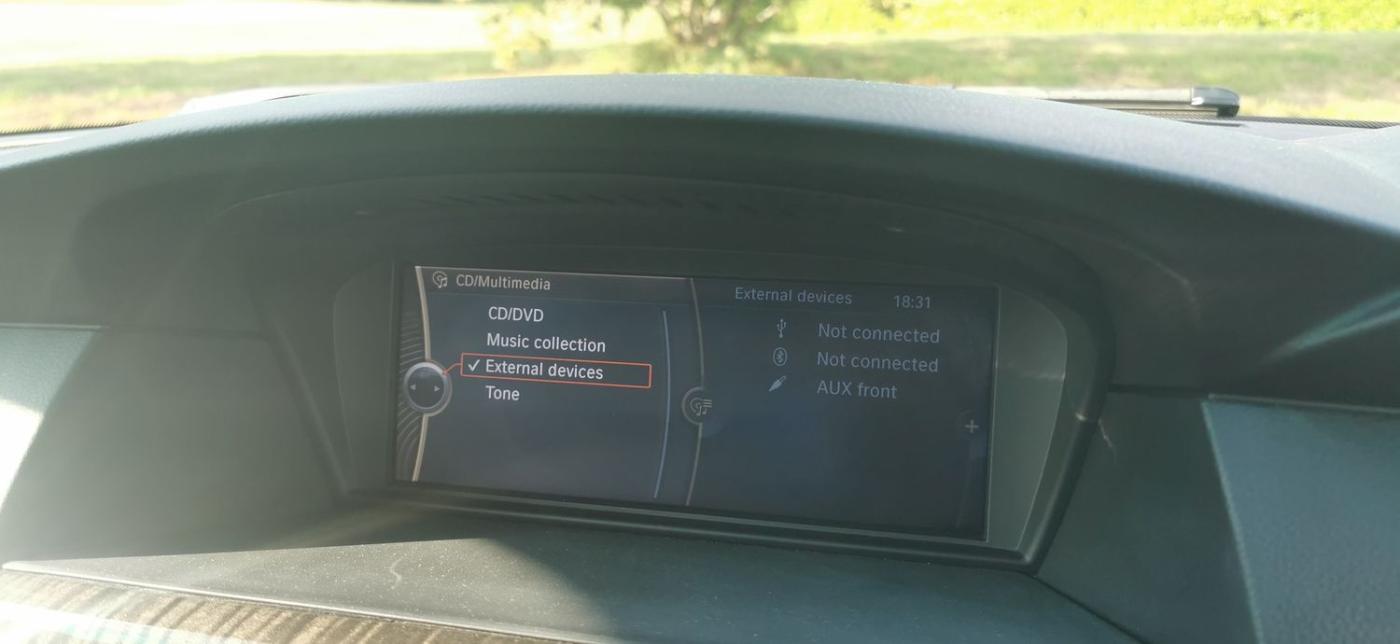 CD/Multimedia
CD/DVD
Music collection
✓ External devices
Tone
External devices 18:31
Not connected
Not connected
AUX front
+